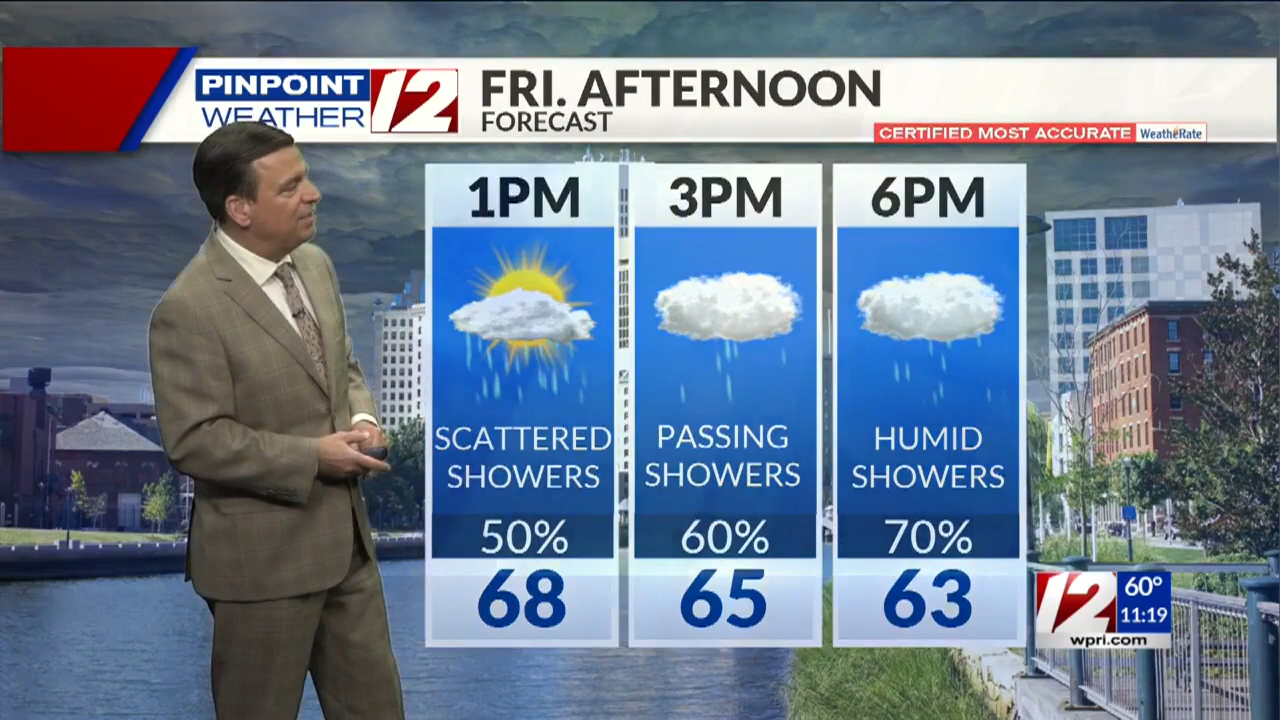 PINPOINT
WEATHER
12
FRI. AFTERNOON
FORECAST
CERTIFIED MOST ACCURATE WeatheRate
1PM
SCATTERED
SHOWERS
50%
68
3PM
PASSING
SHOWERS
60%
65
6PM
HUMID
SHOWERS
70%
63
12
60°
11:19
wpri.com